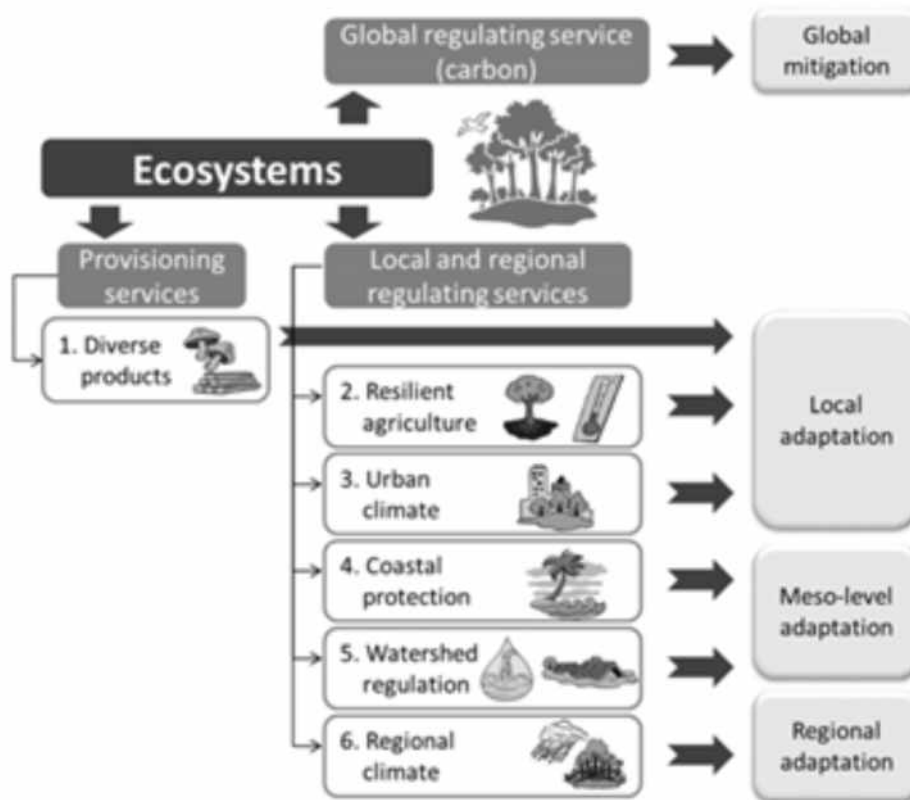 Global regulating service
(carbon)
Global
mitigation
Ecosystems
Provisioning
services
Local and regional
regulating services
1. Diverse
products
2. Resilient
agriculture
3. Urban
climate
Local
adaptation
4. Coastal
protection
5. Watershed
regulation
Meso-level
adaptation
6. Regional
climate
Regional
adaptation